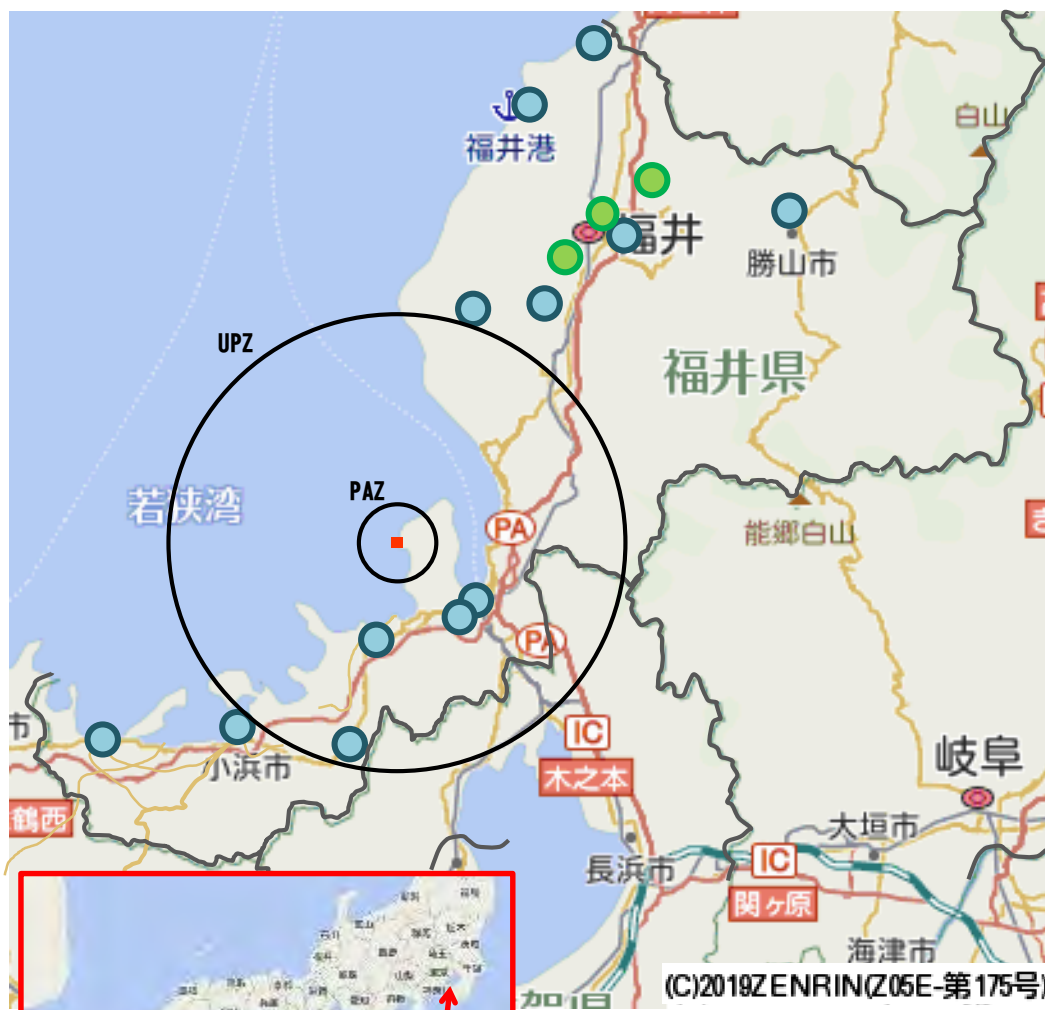 白山
福井港
福井
勝山市
UPZ
福井県
PAZ
若狭湾
PA
能郷白山
PA
市
IC
小浜市
木之本
岐阜
鶴西
大垣市
IC
長浜市
関ヶ原
海津市
(C)2019ZENRIN(Z05E-第175号)